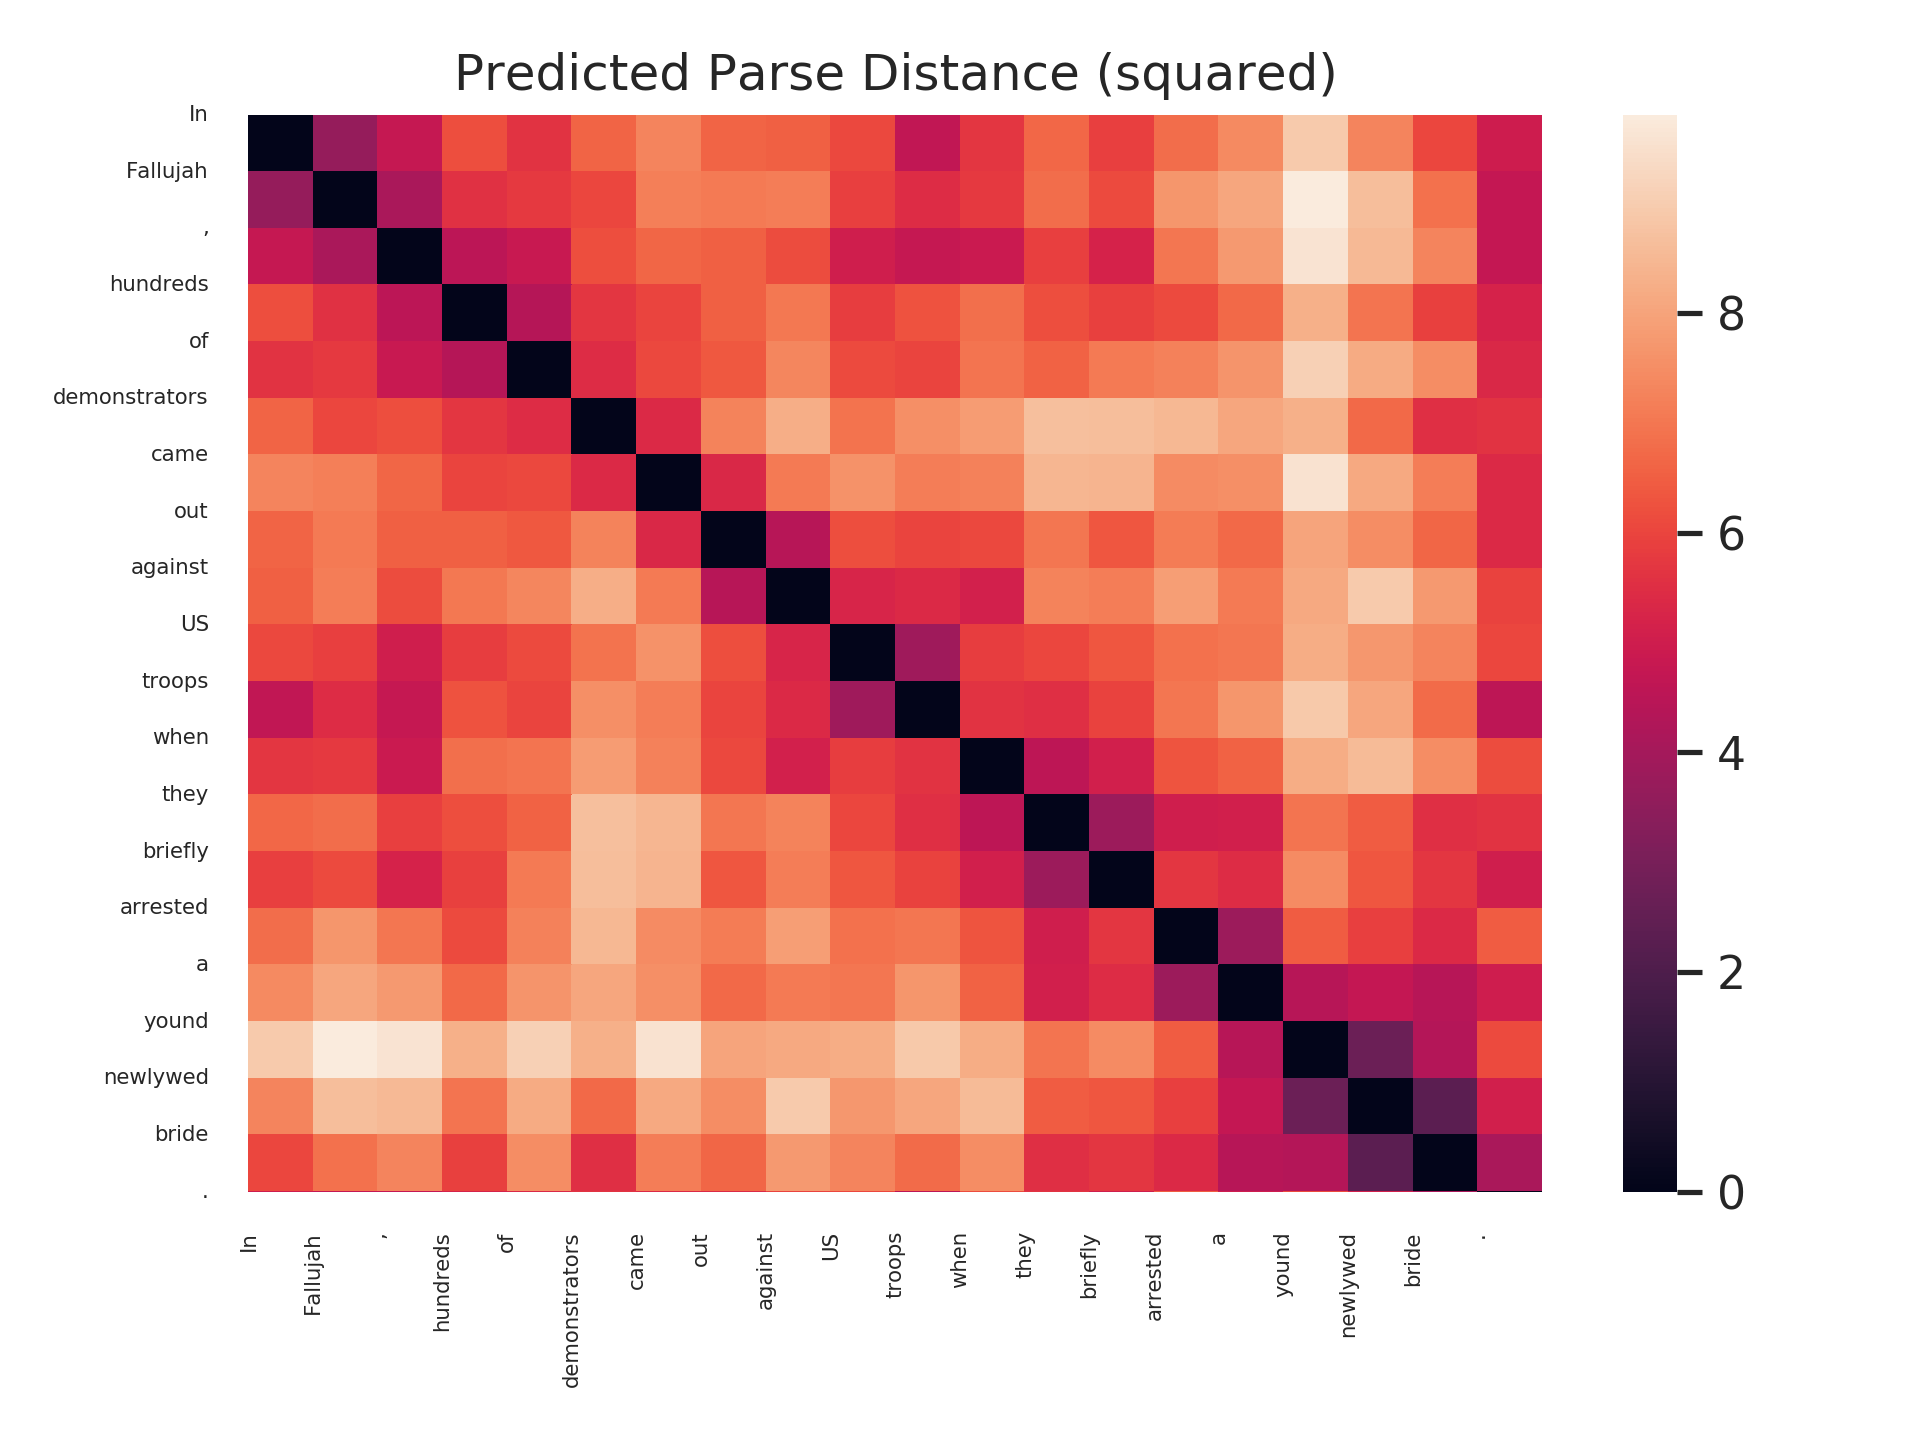 Predicted Parse Distance (squared)
In
Fallujah
,
hundreds
of
demonstrators
came
out
against
US
troops
when
they
briefly
arrested
a
yound
newlywed
bride
.
In
Fallujah
,
hundreds
of
demonstrators
came
out
against
US
troops
when
they
briefly
arrested
a
yound
newlywed
bride
.
8
6
4
2
0